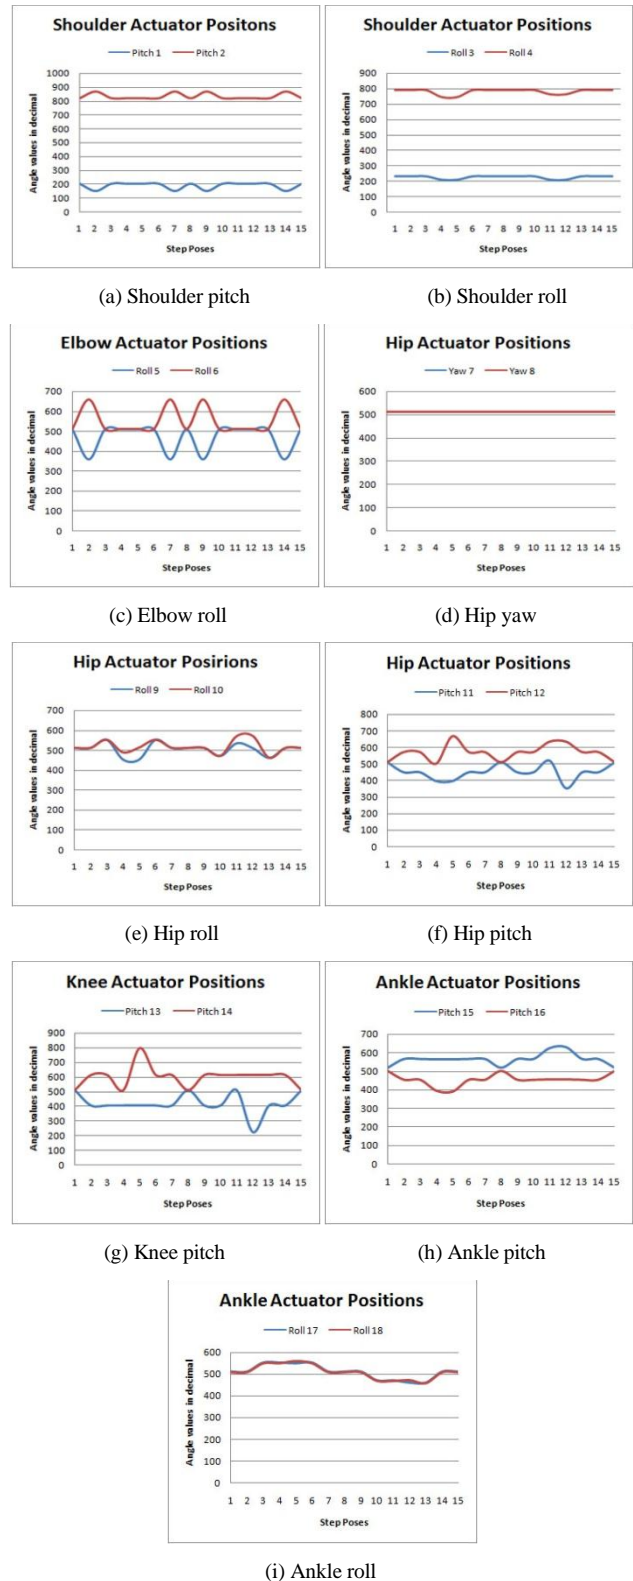 Shoulder Actuator Positons
Pitch 1 Pitch 2
Angle values in decimal
1000
900
800
700
600
500
400
300
200
100
0
1 2 3 4 5 6 7 8 9 10 11 12 13 14 15
Step Poses
(a) Shoulder pitch
Shoulder Actuator Positions
Roll 3 Roll 4
Angle values in decimal
900
800
700
600
500
400
300
200
100
0
1 2 3 4 5 6 7 8 9 10 11 12 13 14 15
Step Poses
(b) Shoulder roll
Elbow Actuator Positions
Roll 5 Roll 6
Angle values in decimal
700
600
500
400
300
200
100
0
1 2 3 4 5 6 7 8 9 10 11 12 13 14 15
Step Poses
(c) Elbow roll
Hip Actuator Positions
Yaw 7 Yaw 8
Angle values in decimal
600
500
400
300
200
100
0
1 2 3 4 5 6 7 8 9 10 11 12 13 14 15
Step Poses
(d) Hip yaw
Hip Actuator Posirions
Roll 9 Roll 10
Angle values in decimal
700
600
500
400
300
200
100
0
1 2 3 4 5 6 7 8 9 10 11 12 13 14 15
Step Poses
(e) Hip roll
Hip Actuator Positions
Pitch 11 Pitch 12
Angle values in decimal
800
700
600
500
400
300
200
100
0
1 2 3 4 5 6 7 8 9 10 11 12 13 14 15
Step Poses
(f) Hip pitch
Knee Actuator Positions
Pitch 13 Pitch 14
Angle values in decimal
900
800
700
600
500
400
300
200
100
0
1 2 3 4 5 6 7 8 9 10 11 12 13 14 15
Step Poses
(g) Knee pitch
Ankle Actuator Positions
Pitch 15 Pitch 16
Angle values in decimal
700
600
500
400
300
200
100
0
1 2 3 4 5 6 7 8 9 10 11 12 13 14 15
Step Poses
(h) Ankle pitch
Ankle Actuator Positions
Roll 17 Roll 18
Angle values in decimal
600
500
400
300
200
100
0
1 2 3 4 5 6 7 8 9 10 11 12 13 14 15
Step Poses
(i) Ankle roll